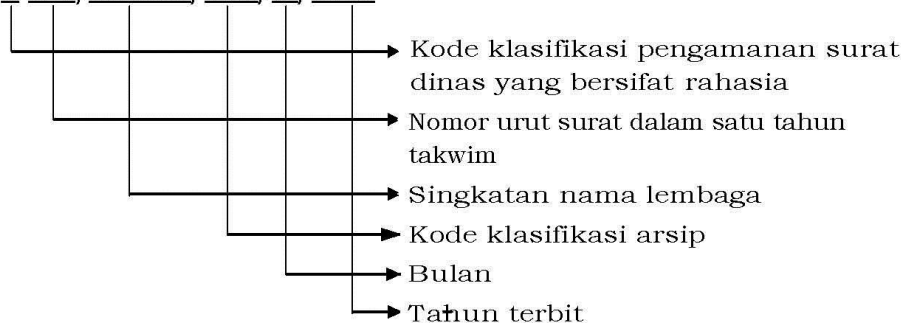 Kode klasifikasi pengamanan surat
dinas yang bersifat rahasia
Nomor urut surat dalam satu tahun
takwim
Singkatan nama lembaga
Kode klasifikasi arsip
Bulan
Tahun terbit